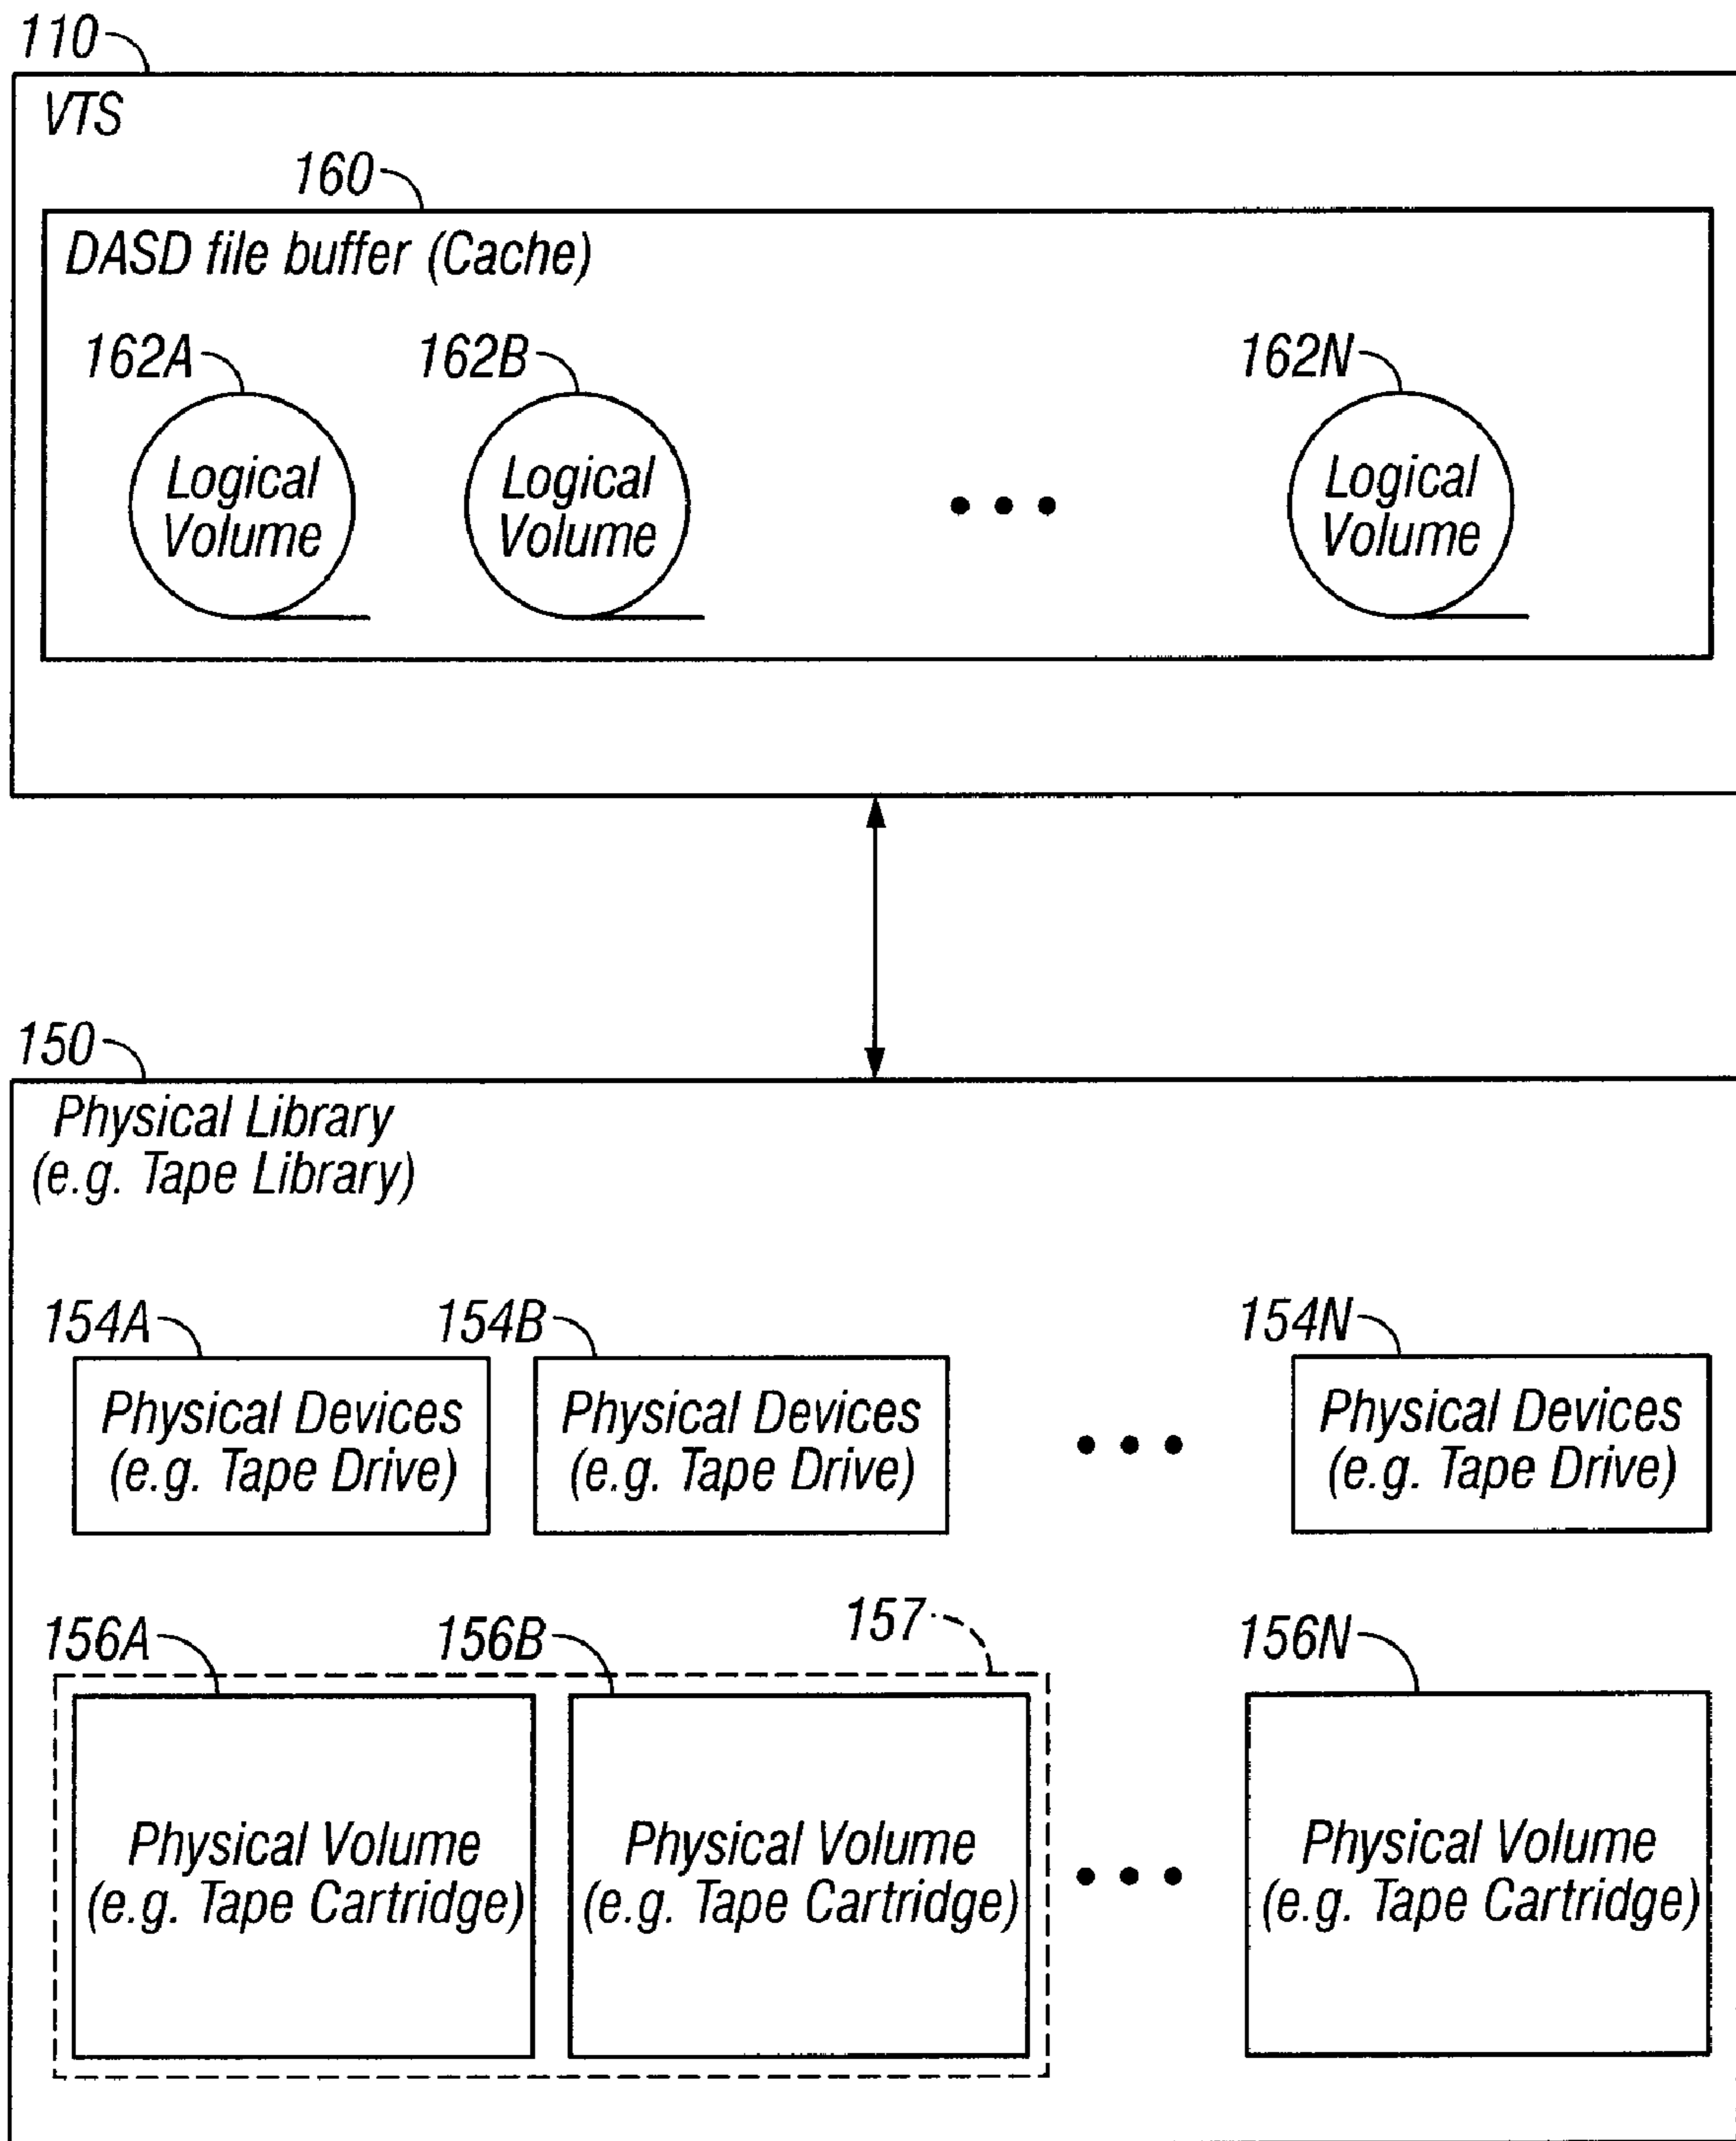 110
VTS
160
DASD file buffer (Cache)
162A 162B 162N
Logical Volume
Logical Volume
Logical Volume
150
Physical Library
(e.g. Tape Library)
154A 154B 154N
Physical Devices
(e.g. Tape Drive)
Physical Devices
(e.g. Tape Drive)
Physical Devices
(e.g. Tape Drive)
156A 156B 157 156N
Physical Volume
(e.g. Tape Cartridge)
Physical Volume
(e.g. Tape Cartridge)
Physical Volume
(e.g. Tape Cartridge)